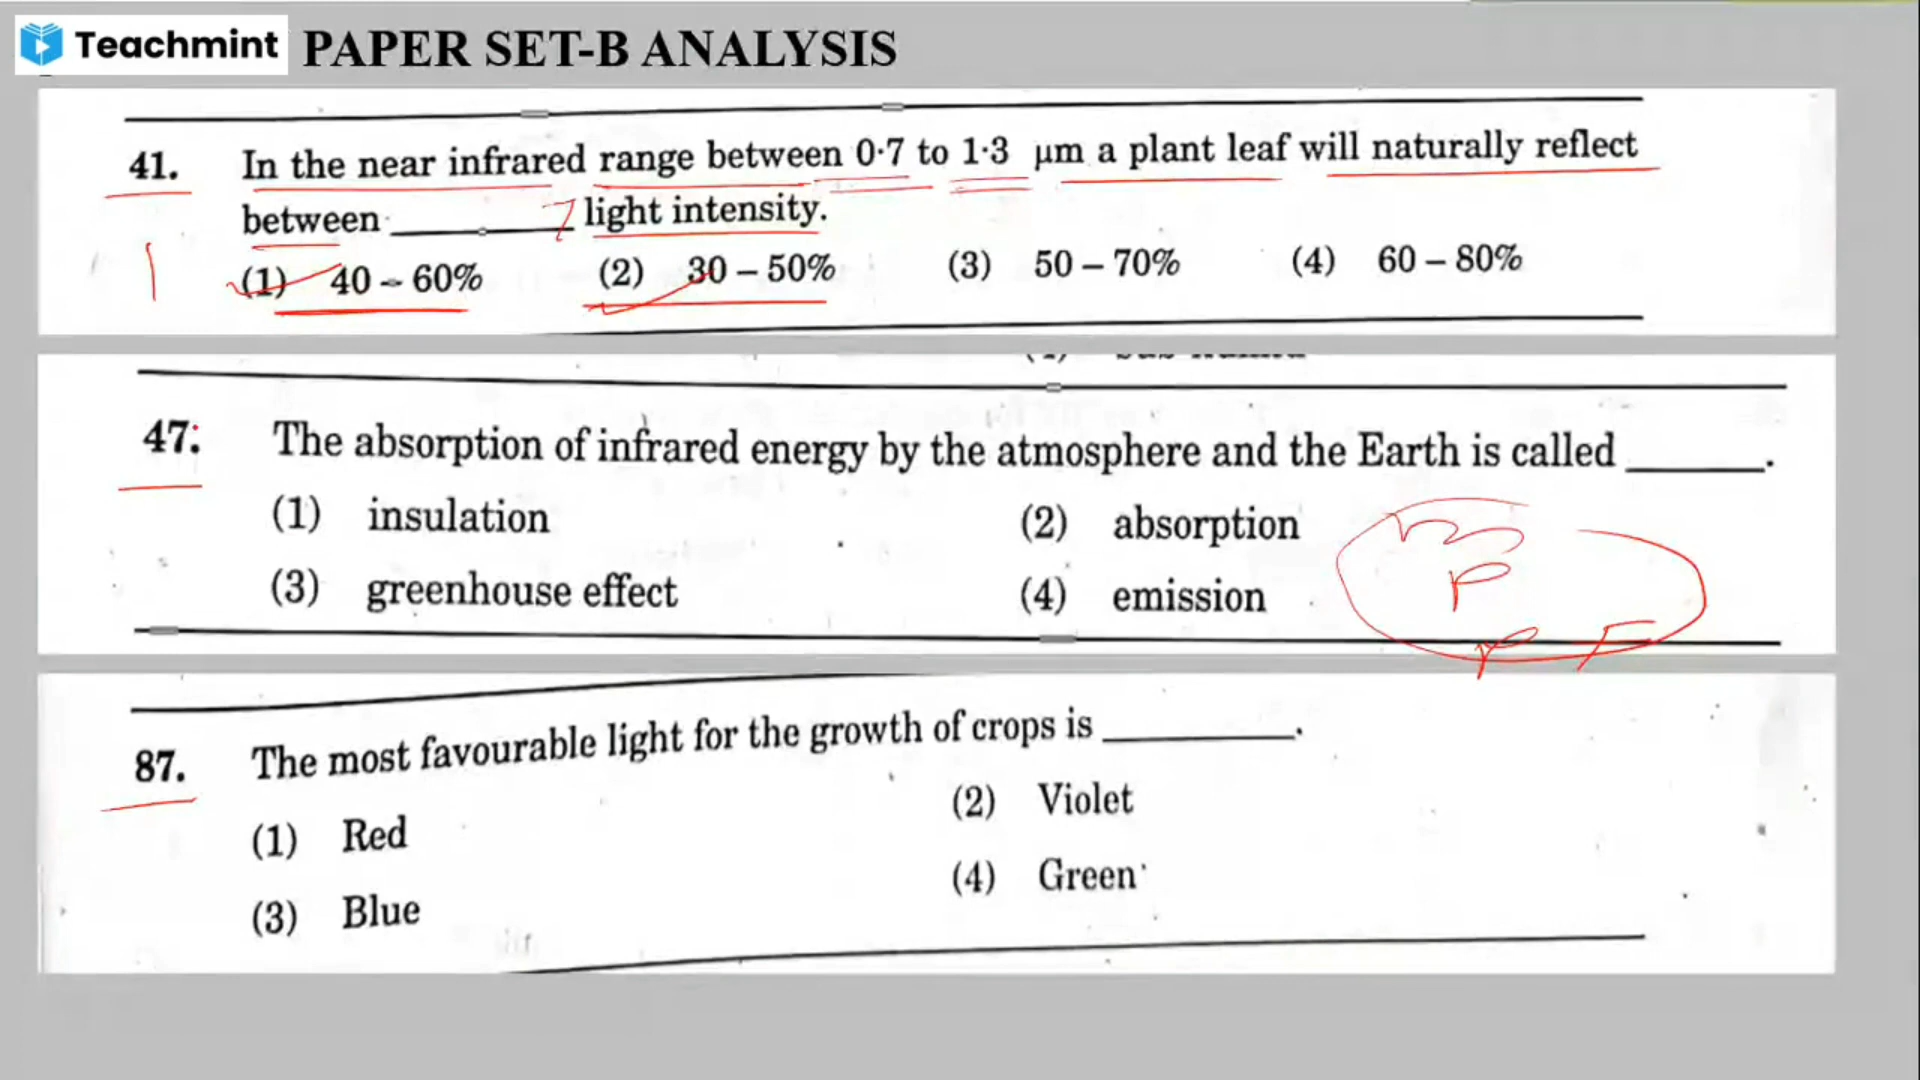 Teachmint PAPER SET-B ANALYSIS
41. In the near infrared range between 0·7 to 1·3 µm a plant leaf will naturally reflect
between ________ light intensity.
(1) 40 – 60% (2) 30 – 50% (3) 50 – 70% (4) 60 – 80%
47. The absorption of infrared energy by the atmosphere and the Earth is called ______.
(1) insulation (2) absorption
(3) greenhouse effect (4) emission
87. The most favourable light for the growth of crops is ________.
(1) Red (2) Violet
(3) Blue (4) Green